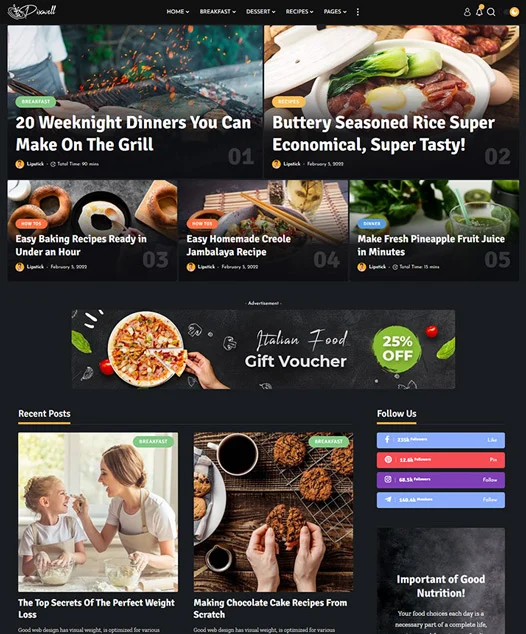 Dixwell
HOME BREAKFAST DESSERT RECIPES PAGES
BREAKFAST
20 Weeknight Dinners You Can
Make On The Grill
Lipstick - Total Time: 90 mins
01
RECIPES
Buttery Seasoned Rice Super
Economical, Super Tasty!
Lipstick - February 5, 2022
02
HOW TOS
Easy Baking Recipes Ready in
Under an Hour
Lipstick - February 5, 2022
03
HOW TOS
Easy Homemade Creole
Jambalaya Recipe
Lipstick - February 5, 2022
04
DINNER
Make Fresh Pineapple Fruit Juice
in Minutes
Lipstick - Total Time: 15 mins
05
- Advertisement -
Italian Food
Gift Voucher
25%
OFF
Recent Posts
BREAKFAST
The Top Secrets Of The Perfect Weight
Loss
Good web design has visual weight, is optimized for various
BREAKFAST
Making Chocolate Cake Recipes From
Scratch
Good web design has visual weight, is optimized for various
Follow Us
235k Followers Like
12.6k Followers Pin
68.5k Followers Follow
140.4k Members Follow
Important of Good
Nutrition!
Your food choices each day is a
necessary part of a complete life,